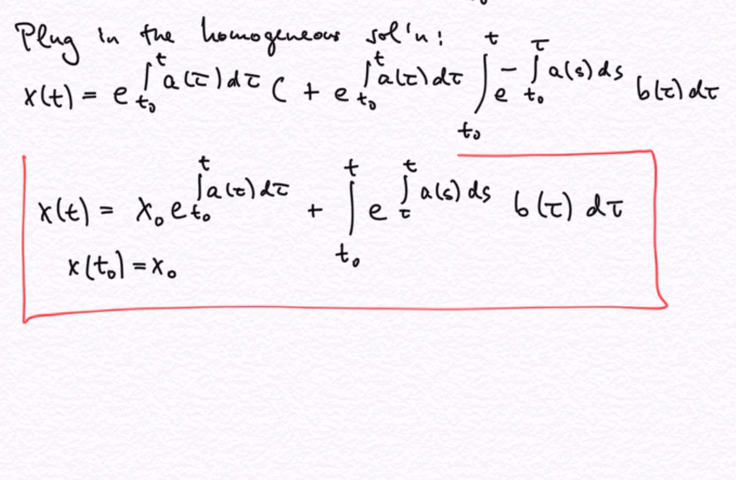 Plug in the homogeneous sol'n:
x(t) = e^{∫_{t₀}^{t} a(τ)dτ} C + e^{∫_{t₀}^{t} a(τ)dτ} ∫_{t₀}^{t} e^{-∫_{t₀}^{τ} a(s)ds} b(τ)dτ
x(t) = x₀ e^{∫_{t₀}^{t} a(τ)dτ} + ∫_{t₀}^{t} e^{∫_{τ}^{t} a(s)ds} b(τ) dτ
x(t₀) = x₀